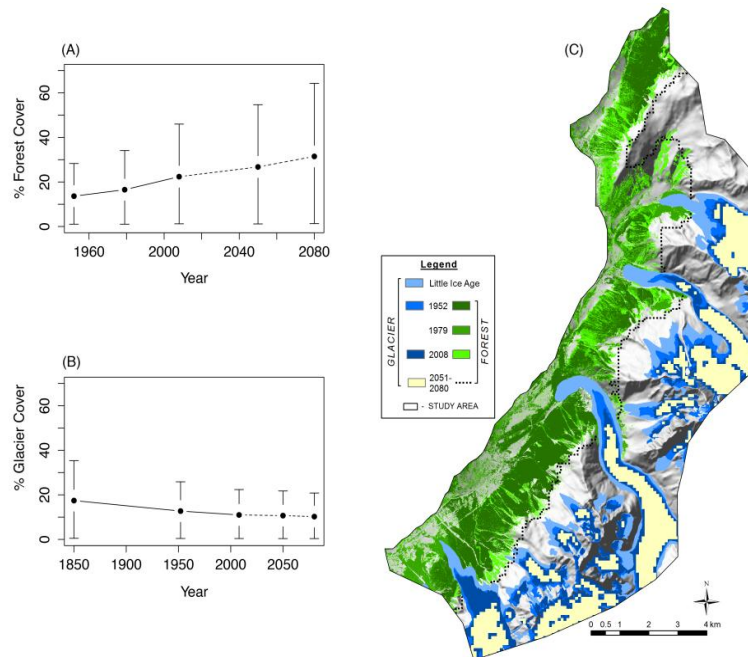 (A)
% Forest Cover
60
40
20
0
1960
2000
2040
2080
Year
(B)
% Glacier Cover
60
40
20
0
1850
1900
1950
2000
2050
Year
(C)
Legend
GLACIER
FOREST
Little Ice Age
1952
1979
2008
2051-
2080
- STUDY AREA
N
0 0.5 1 2 3 4 km